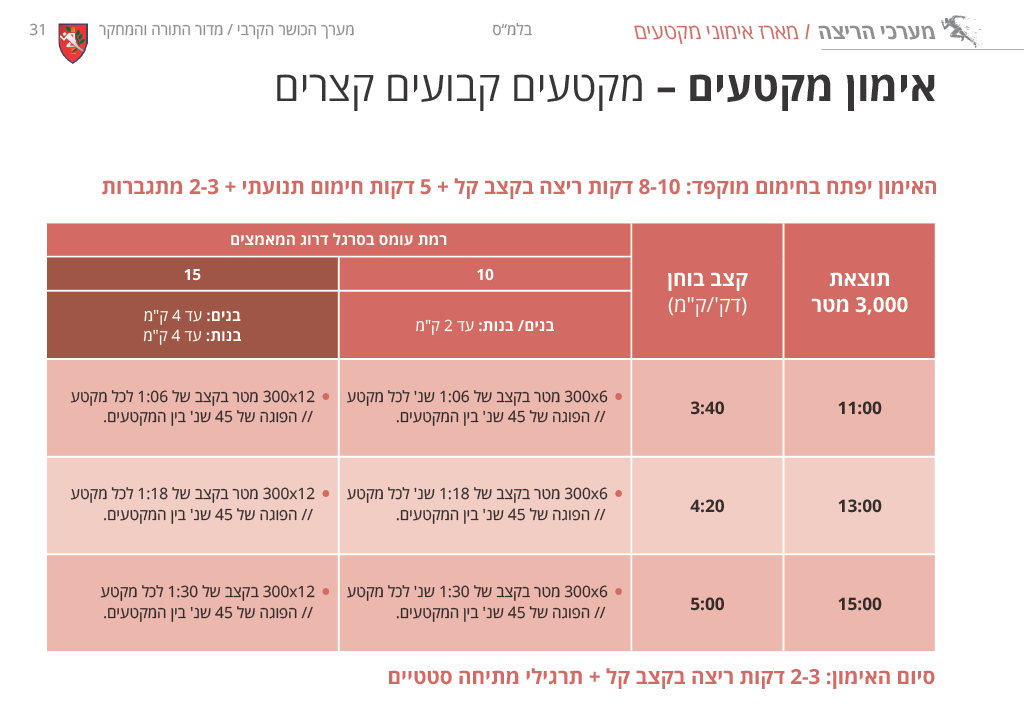 מערכי הריצה / מארז אימוני מקטעים
בלמ"ס
מערך הכושר הקרבי / מדור התורה והמחקר
31
אימון מקטעים – מקטעים קבועים קצרים
האימון יפתח בחימום מוקפד: 8-10 דקות ריצה בקצב קל + 5 דקות חימום תנועתי + 2-3 מתגברות
תוצאת
3,000 מטר
קצב בוחן
(דק'/ק"מ)
רמת עומס בסרגל דרוג המאמצים
10
15
בנים/ בנות: עד 2 ק"מ
בנים: עד 4 ק"מ
בנות: עד 4 ק"מ
11:00
3:40
• 300x6 מטר בקצב של 1:06 שנ' לכל מקטע
// הפוגה של 45 שנ' בין המקטעים.
• 300x12 מטר בקצב של 1:06 לכל מקטע
// הפוגה של 45 שנ' בין המקטעים.
13:00
4:20
• 300x6 מטר בקצב של 1:18 שנ' לכל מקטע
// הפוגה של 45 שנ' בין המקטעים.
• 300x12 מטר בקצב של 1:18 לכל מקטע
// הפוגה של 45 שנ' בין המקטעים.
15:00
5:00
• 300x6 מטר בקצב של 1:30 שנ' לכל מקטע
// הפוגה של 45 שנ' בין המקטעים.
• 300x12 מטר בקצב של 1:30 לכל מקטע
// הפוגה של 45 שנ' בין המקטעים.
סיום האימון: 2-3 דקות ריצה בקצב קל + תרגילי מתיחה סטטיים